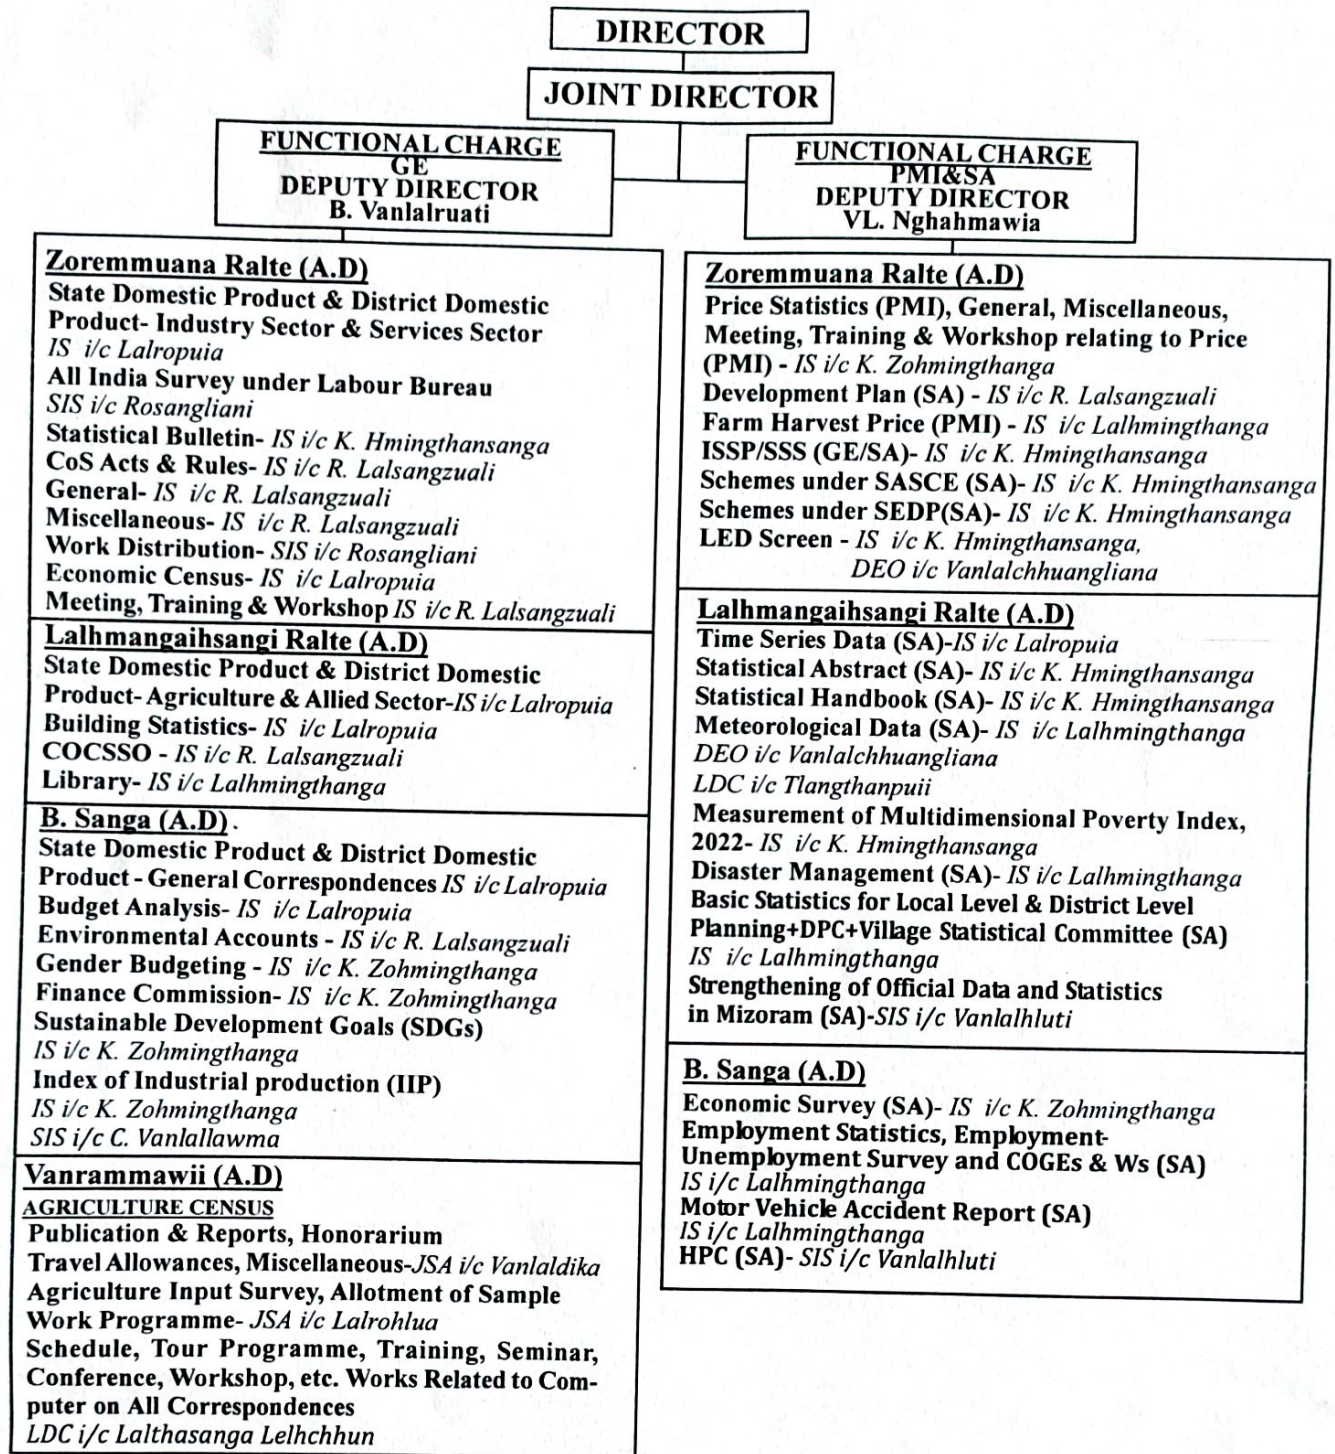 DIRECTOR
JOINT DIRECTOR
FUNCTIONAL CHARGE
GE
DEPUTY DIRECTOR
B. Vanlalruati
Zoremmuana Ralte (A.D)
State Domestic Product & District Domestic
Product- Industry Sector & Services Sector
IS i/c Lalropuia
All India Survey under Labour Bureau
SIS i/c Rosangliani
Statistical Bulletin- IS i/c K. Hmingthansanga
CoS Acts & Rules- IS i/c R. Lalsangzuali
General- IS i/c R. Lalsangzuali
Miscellaneous- IS i/c R. Lalsangzuali
Work Distribution- SIS i/c Rosangliani
Economic Census- IS i/c Lalropuia
Meeting, Training & Workshop IS i/c R. Lalsangzuali
Lalhmangaihsangi Ralte (A.D)
State Domestic Product & District Domestic
Product- Agriculture & Allied Sector-IS i/c Lalropuia
Building Statistics- IS i/c Lalropuia
COCSSO - IS i/c R. Lalsangzuali
Library- IS i/c Lalhmingthanga
B. Sanga (A.D)
State Domestic Product & District Domestic
Product - General Correspondences IS i/c Lalropuia
Budget Analysis- IS i/c Lalropuia
Environmental Accounts - IS i/c R. Lalsangzuali
Gender Budgeting - IS i/c K. Zohmingthanga
Finance Commission- IS i/c K. Zohmingthanga
Sustainable Development Goals (SDGs)
IS i/c K. Zohmingthanga
Index of Industrial production (IIP)
IS i/c K. Zohmingthanga
SIS i/c C. Vanlallawma
Vanrammawii (A.D)
AGRICULTURE CENSUS
Publication & Reports, Honorarium
Travel Allowances, Miscellaneous-JSA i/c Vanlaldika
Agriculture Input Survey, Allotment of Sample
Work Programme- JSA i/c Lalrohlua
Schedule, Tour Programme, Training, Seminar,
Conference, Workshop, etc. Works Related to Com-
puter on All Correspondences
LDC i/c Lalthasanga Lelhchhun
FUNCTIONAL CHARGE
PMI&SA
DEPUTY DIRECTOR
VL. Nghahmawia
Zoremmuana Ralte (A.D)
Price Statistics (PMI), General, Miscellaneous,
Meeting, Training & Workshop relating to Price
(PMI) - IS i/c K. Zohmingthanga
Development Plan (SA) - IS i/c R. Lalsangzuali
Farm Harvest Price (PMI) - IS i/c Lalhmingthanga
ISSP/SSS (GE/SA)- IS i/c K. Hmingthansanga
Schemes under SASCE (SA)- IS i/c K. Hmingthansanga
Schemes under SEDP(SA)- IS i/c K. Hmingthansanga
LED Screen - IS i/c K. Hmingthansanga,
DEO i/c Vanlalchhuangliana
Lalhmangaihsangi Ralte (A.D)
Time Series Data (SA)-IS i/c Lalropuia
Statistical Abstract (SA)- IS i/c K. Hmingthansanga
Statistical Handbook (SA)- IS i/c K. Hmingthansanga
Meteorological Data (SA)- IS i/c Lalhmingthanga
DEO i/c Vanlalchhuangliana
LDC i/c Tlangthanpuii
Measurement of Multidimensional Poverty Index,
2022- IS i/c K. Hmingthansanga
Disaster Management (SA)- IS i/c Lalhmingthanga
Basic Statistics for Local Level & District Level
Planning+DPC+Village Statistical Committee (SA)
IS i/c Lalhmingthanga
Strengthening of Official Data and Statistics
in Mizoram (SA)-SIS i/c Vanlalhluti
B. Sanga (A.D)
Economic Survey (SA)- IS i/c K. Zohmingthanga
Employment Statistics, Employment-
Unemployment Survey and COGEs & Ws (SA)
IS i/c Lalhmingthanga
Motor Vehicle Accident Report (SA)
IS i/c Lalhmingthanga
HPC (SA)- SIS i/c Vanlalhluti